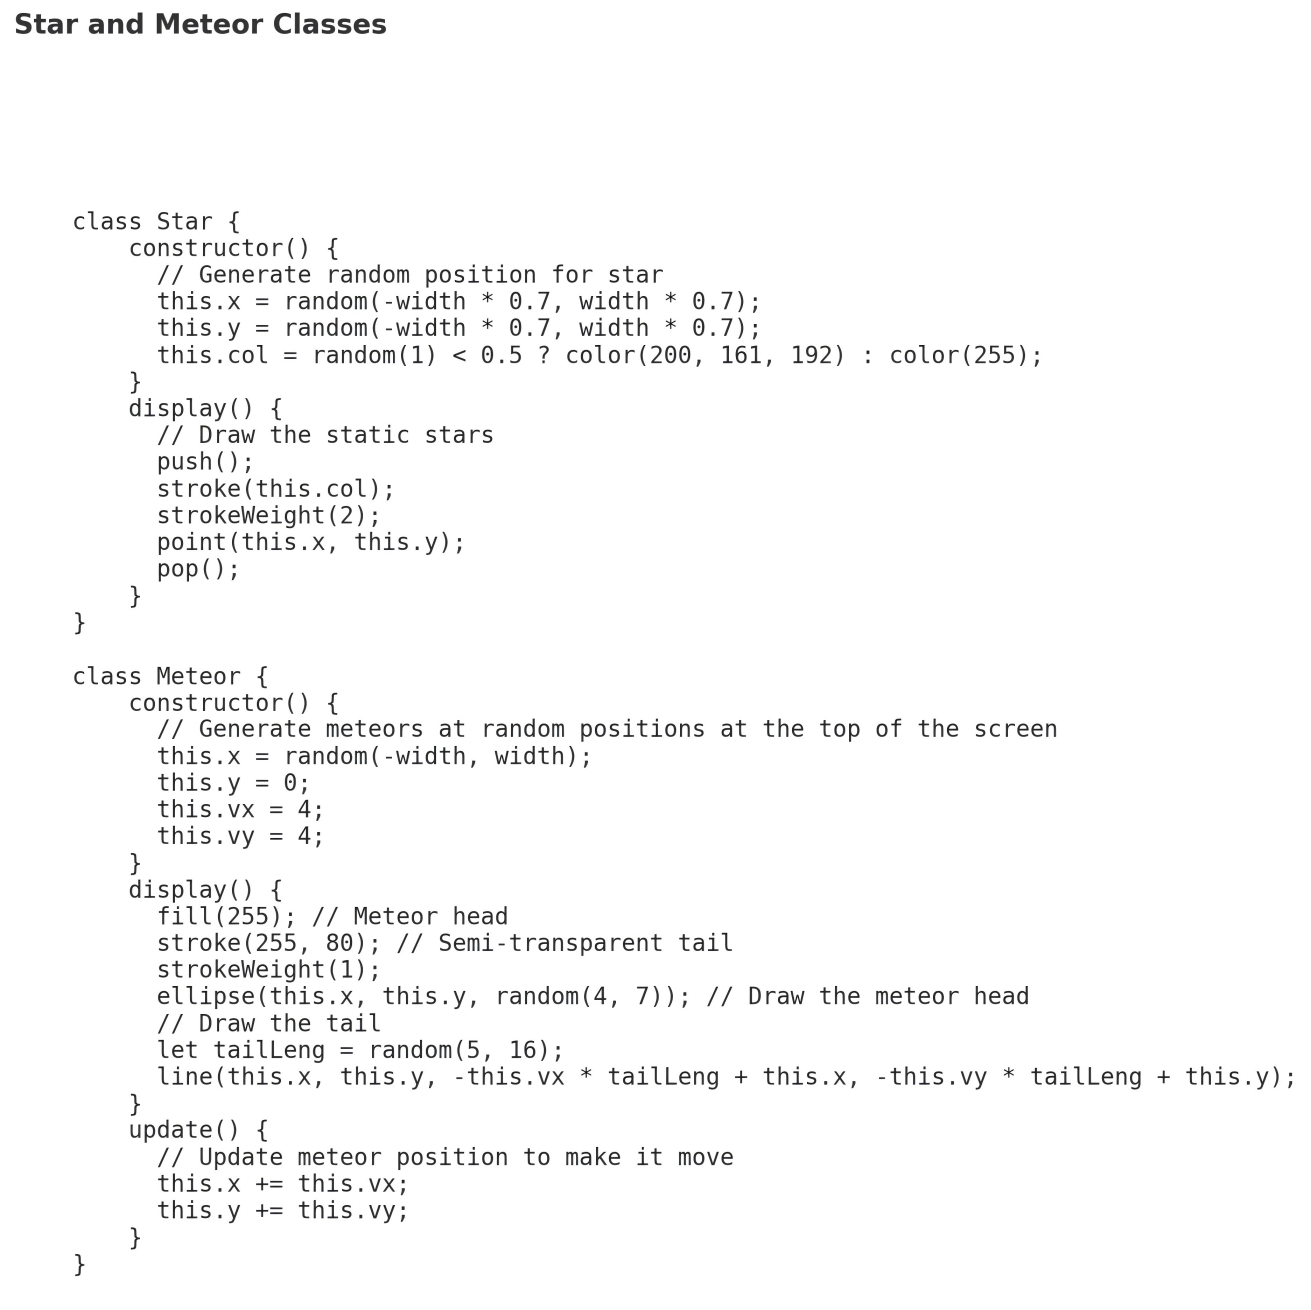 Star and Meteor Classes
class Star {
    constructor() {
      // Generate random position for star
      this.x = random(-width * 0.7, width * 0.7);
      this.y = random(-width * 0.7, width * 0.7);
      this.col = random(1) < 0.5 ? color(200, 161, 192) : color(255);
    }
    display() {
      // Draw the static stars
      push();
      stroke(this.col);
      strokeWeight(2);
      point(this.x, this.y);
      pop();
    }
}

class Meteor {
    constructor() {
      // Generate meteors at random positions at the top of the screen
      this.x = random(-width, width);
      this.y = 0;
      this.vx = 4;
      this.vy = 4;
    }
    display() {
      fill(255); // Meteor head
      stroke(255, 80); // Semi-transparent tail
      strokeWeight(1);
      ellipse(this.x, this.y, random(4, 7)); // Draw the meteor head
      // Draw the tail
      let tailLeng = random(5, 16);
      line(this.x, this.y, -this.vx * tailLeng + this.x, -this.vy * tailLeng + this.y);
    }
    update() {
      // Update meteor position to make it move
      this.x += this.vx;
      this.y += this.vy;
    }
}